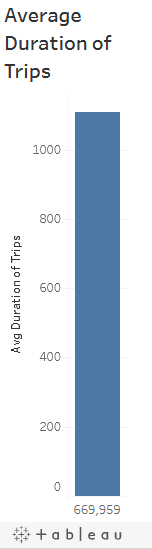 Average
Duration of
Trips
Avg Duration of Trips
1000
800
600
400
200
0
669,959
+ a b l e a u